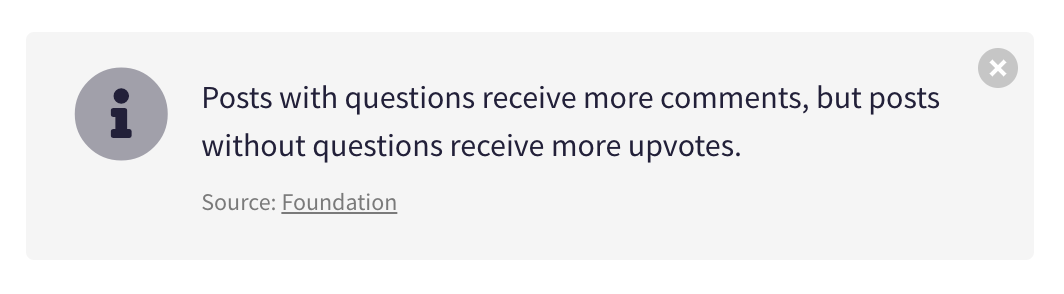 Posts with questions receive more comments, but posts
without questions receive more upvotes.
Source: Foundation